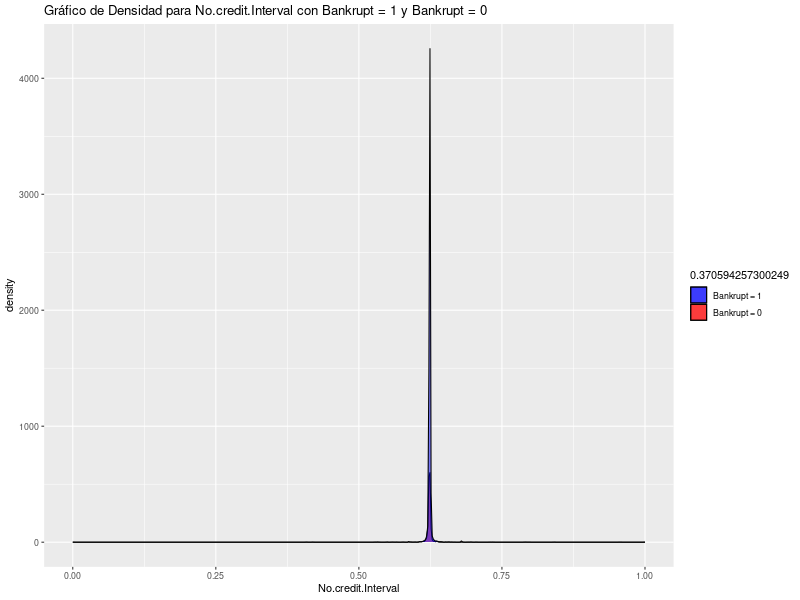 Gráfico de Densidad para No.credit.Interval con Bankrupt = 1 y Bankrupt = 0
4000
3000
2000
1000
0
density
0.00
0.25
0.50
0.75
1.00
No.credit.Interval
0.370594257300249
Bankrupt = 1
Bankrupt = 0